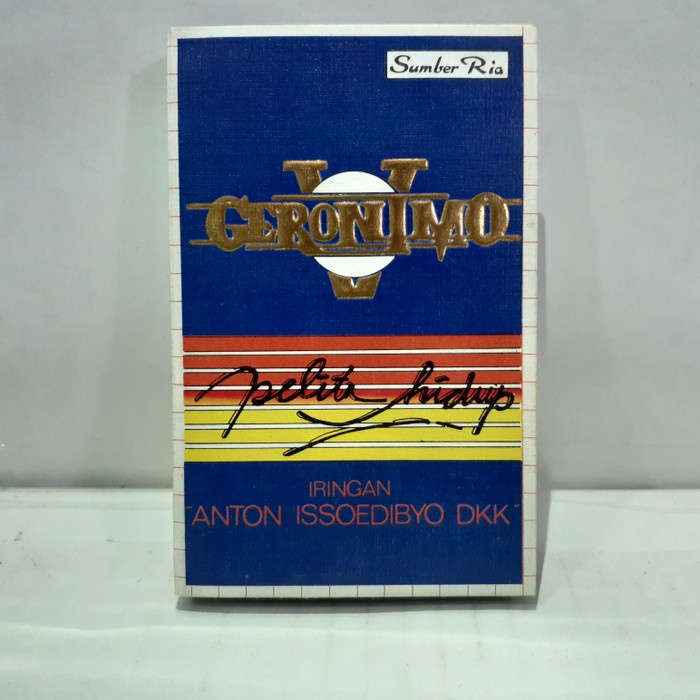 Sumber Ria
V
GERONIMO
pelita hidup
IRINGAN
"ANTON ISSOEDIBYO DKK"